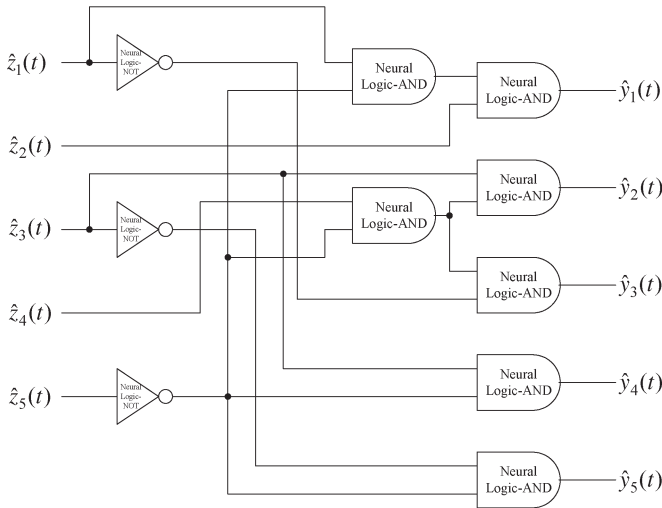 ẑ₁(t)
Neural
Logic-
NOT
Neural
Logic-AND
Neural
Logic-AND
ŷ₁(t)
ẑ₂(t)
ẑ₃(t)
Neural
Logic-
NOT
Neural
Logic-AND
Neural
Logic-AND
ŷ₂(t)
Neural
Logic-AND
ŷ₃(t)
ẑ₄(t)
Neural
Logic-AND
ŷ₄(t)
ẑ₅(t)
Neural
Logic-
NOT
Neural
Logic-AND
ŷ₅(t)